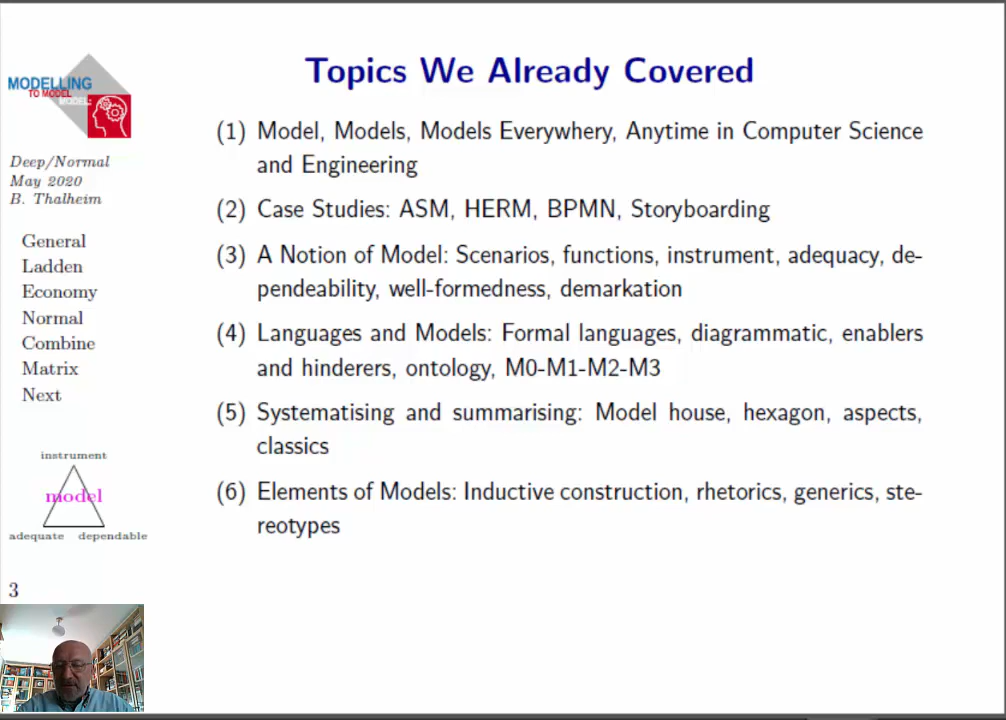 Topics We Already Covered
MODELLING
TO MODEL
MODEL:
Deep/Normal
May 2020
B. Thalheim
General
Ladden
Economy
Normal
Combine
Matrix
Next
instrument
model
adequate dependable
3
(1) Model, Models, Models Everywhery, Anytime in Computer Science
and Engineering
(2) Case Studies: ASM, HERM, BPMN, Storyboarding
(3) A Notion of Model: Scenarios, functions, instrument, adequacy, de-
pendeability, well-formedness, demarkation
(4) Languages and Models: Formal languages, diagrammatic, enablers
and hinderers, ontology, M0-M1-M2-M3
(5) Systematising and summarising: Model house, hexagon, aspects,
classics
(6) Elements of Models: Inductive construction, rhetorics, generics, ste-
reotypes